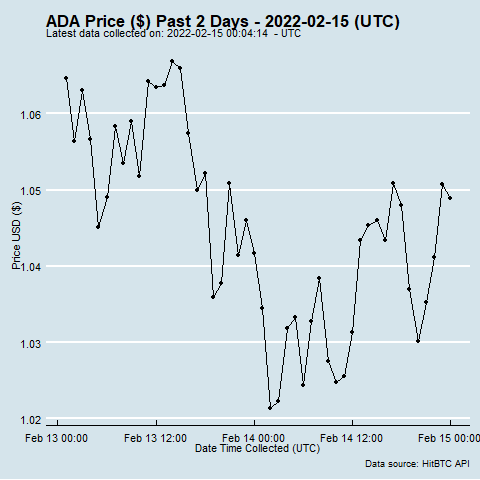 ADA Price ($) Past 2 Days - 2022-02-15 (UTC)
Latest data collected on: 2022-02-15 00:04:14  - UTC
1.06
1.05
1.04
1.03
1.02
Price USD ($)
Feb 13 00:00 Feb 13 12:00 Feb 14 00:00 Feb 14 12:00 Feb 15 00:00
Date Time Collected (UTC)
Data source: HitBTC API